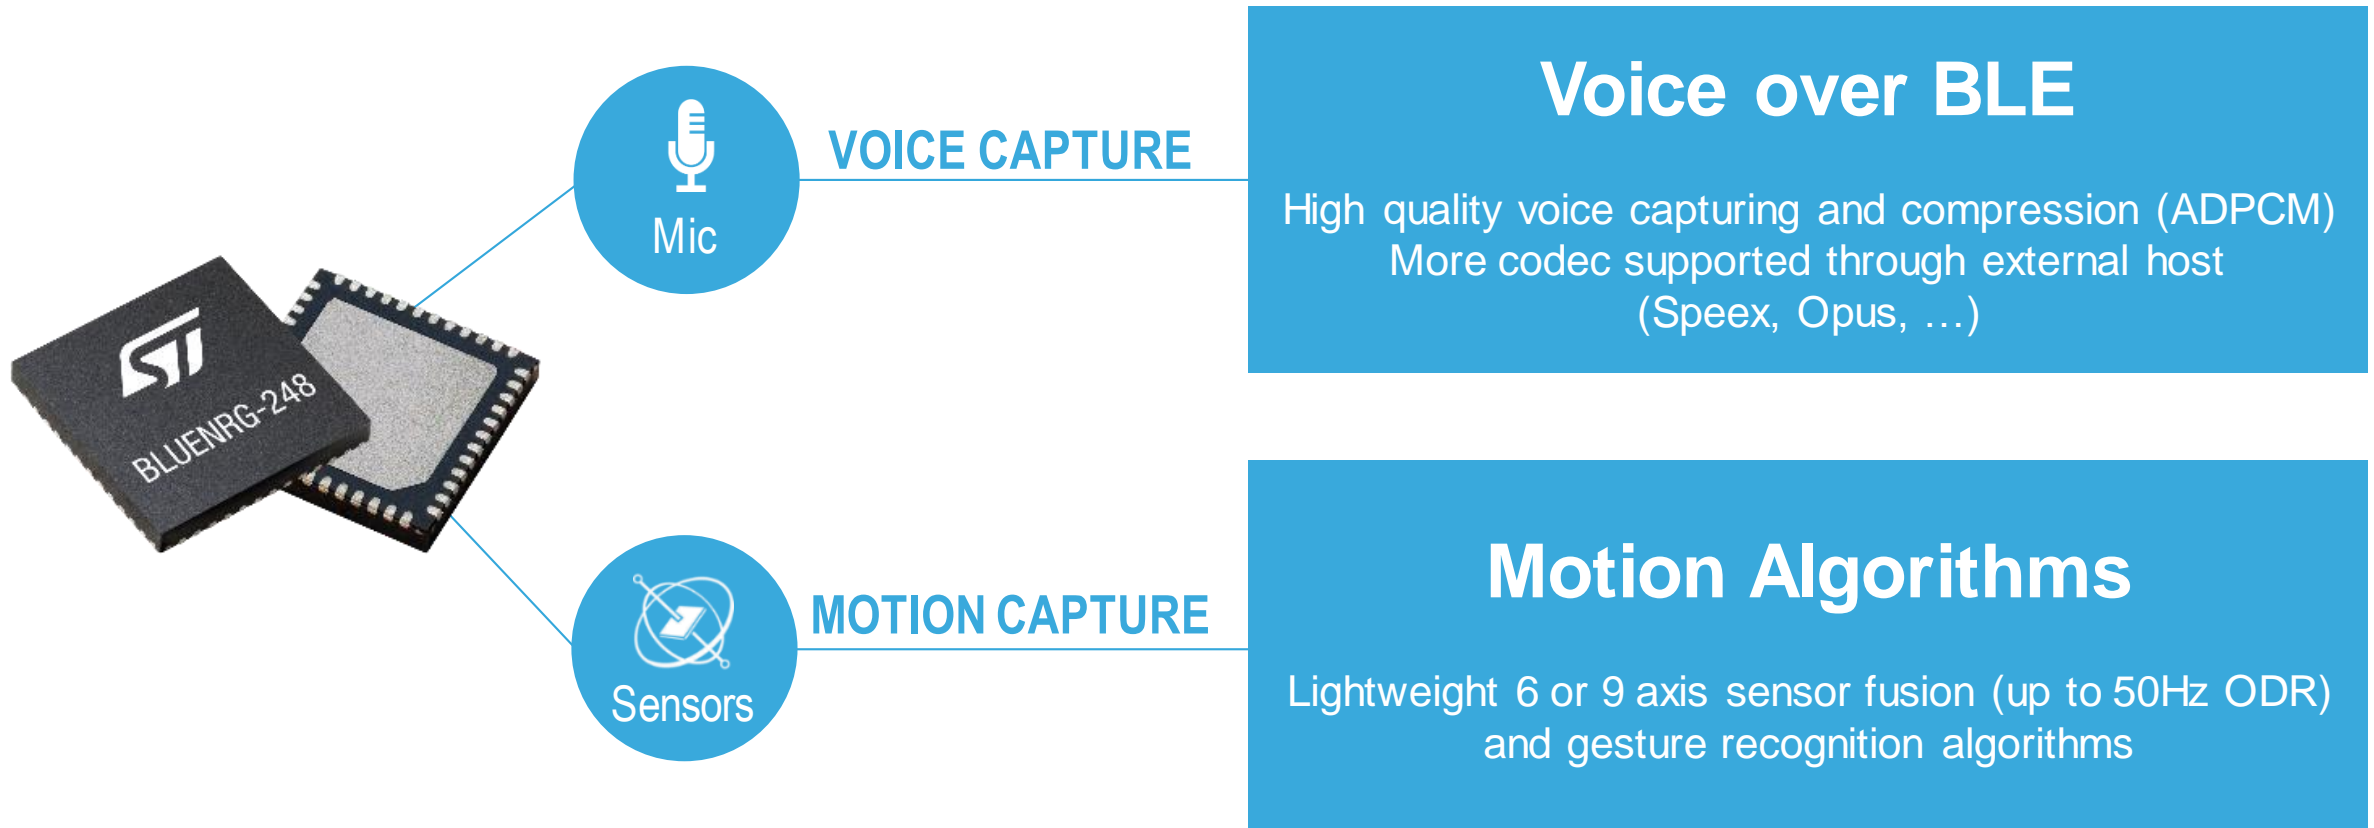 Voice over BLE
VOICE CAPTURE
Mic
High quality voice capturing and compression (ADPCM)
More codec supported through external host
(Speex, Opus, …)
ST
BLUENRG-248
Motion Algorithms
MOTION CAPTURE
Sensors
Lightweight 6 or 9 axis sensor fusion (up to 50Hz ODR)
and gesture recognition algorithms